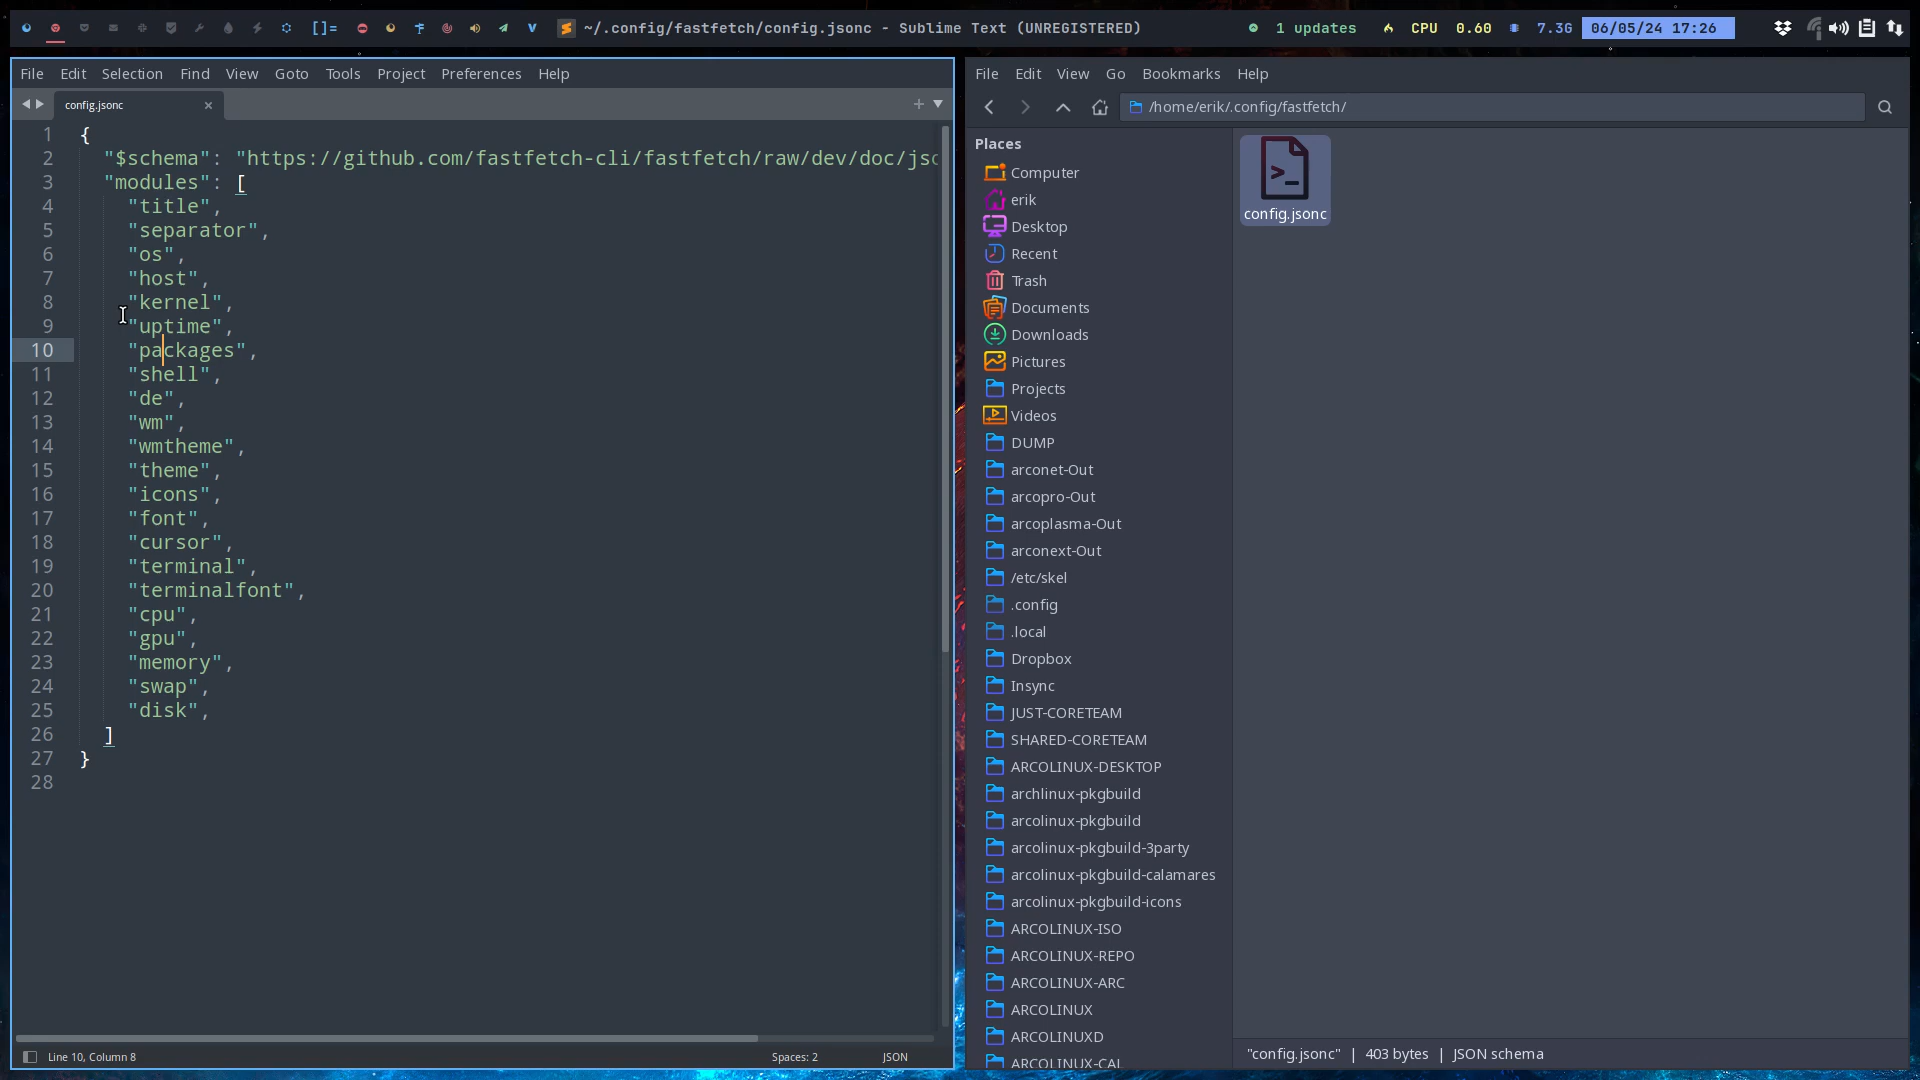 []=
~/.config/fastfetch/config.jsonc - Sublime Text (UNREGISTERED)
1 updates
CPU 0.60
7.3G
06/05/24 17:26
File Edit Selection Find View Goto Tools Project Preferences Help
config.jsonc
1 {
2 "$schema": "https://github.com/fastfetch-cli/fastfetch/raw/dev/doc/jsc
3 "modules": [
4 "title",
5 "separator",
6 "os",
7 "host",
8 "kernel",
9 "uptime",
10 "packages",
11 "shell",
12 "de",
13 "wm",
14 "wmtheme",
15 "theme",
16 "icons",
17 "font",
18 "cursor",
19 "terminal",
20 "terminalfont",
21 "cpu",
22 "gpu",
23 "memory",
24 "swap",
25 "disk",
26 ]
27 }
28
Line 10, Column 8
Spaces: 2
JSON
File Edit View Go Bookmarks Help
/home/erik/.config/fastfetch/
Places
Computer
erik
Desktop
Recent
Trash
Documents
Downloads
Pictures
Projects
Videos
DUMP
arconet-Out
arcopro-Out
arcoplasma-Out
arconext-Out
/etc/skel
.config
.local
Dropbox
Insync
JUST-CORETEAM
SHARED-CORETEAM
ARCOLINUX-DESKTOP
archlinux-pkgbuild
arcolinux-pkgbuild
arcolinux-pkgbuild-3party
arcolinux-pkgbuild-calamares
arcolinux-pkgbuild-icons
ARCOLINUX-ISO
ARCOLINUX-REPO
ARCOLINUX-ARC
ARCOLINUX
ARCOLINUXD
ARCOLINUX-CAL
config.jsonc
"config.jsonc" | 403 bytes | JSON schema